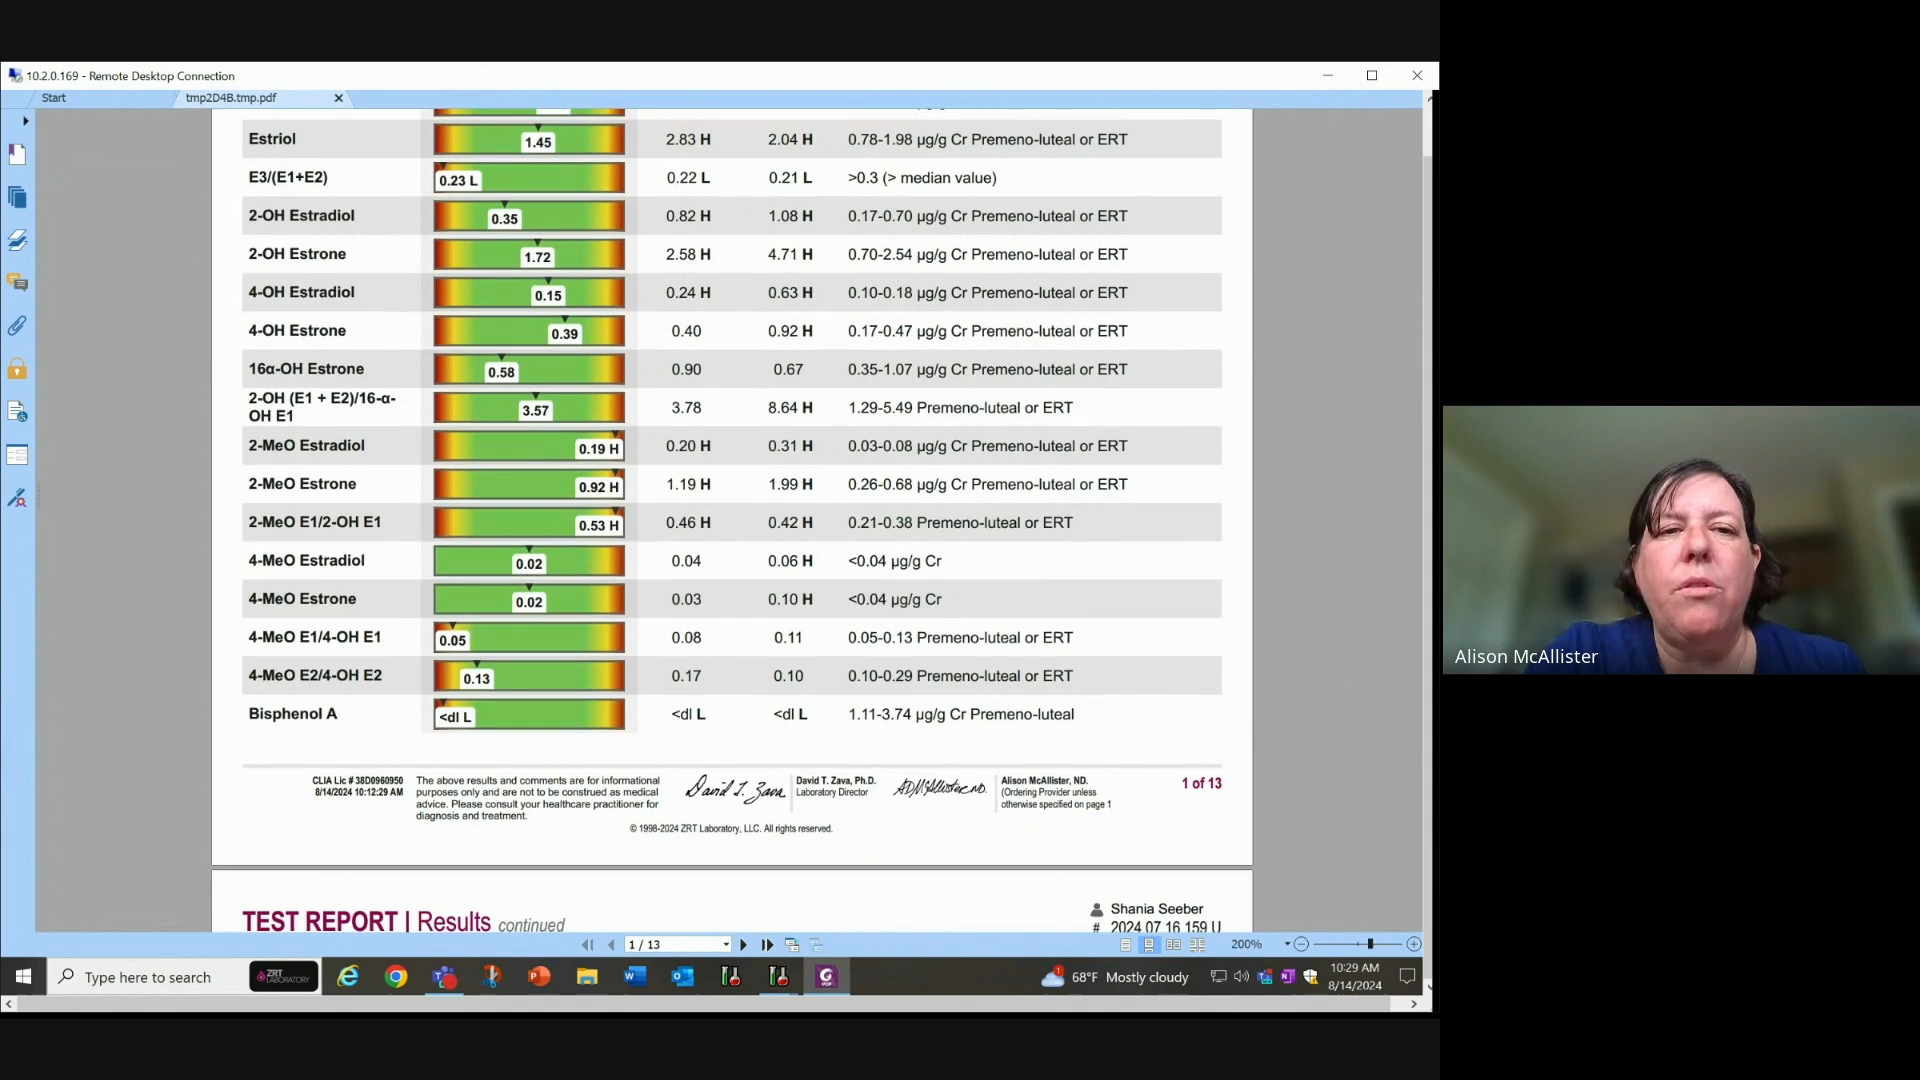 10.2.0.169 - Remote Desktop Connection
Start
tmp2D4B.tmp.pdf
Estriol 1.45 2.83 H 2.04 H 0.78-1.98 µg/g Cr Premeno-luteal or ERT
E3/(E1+E2) 0.23 L 0.22 L 0.21 L >0.3 (> median value)
2-OH Estradiol 0.35 0.82 H 1.08 H 0.17-0.70 µg/g Cr Premeno-luteal or ERT
2-OH Estrone 1.72 2.58 H 4.71 H 0.70-2.54 µg/g Cr Premeno-luteal or ERT
4-OH Estradiol 0.15 0.24 H 0.63 H 0.10-0.18 µg/g Cr Premeno-luteal or ERT
4-OH Estrone 0.39 0.40 0.92 H 0.17-0.47 µg/g Cr Premeno-luteal or ERT
16α-OH Estrone 0.58 0.90 0.67 0.35-1.07 µg/g Cr Premeno-luteal or ERT
2-OH (E1 + E2)/16-α-
OH E1 3.57 3.78 8.64 H 1.29-5.49 Premeno-luteal or ERT
2-MeO Estradiol 0.19 H 0.20 H 0.31 H 0.03-0.08 µg/g Cr Premeno-luteal or ERT
2-MeO Estrone 0.92 H 1.19 H 1.99 H 0.26-0.68 µg/g Cr Premeno-luteal or ERT
2-MeO E1/2-OH E1 0.53 H 0.46 H 0.42 H 0.21-0.38 Premeno-luteal or ERT
4-MeO Estradiol 0.02 0.04 0.06 H <0.04 µg/g Cr
4-MeO Estrone 0.02 0.03 0.10 H <0.04 µg/g Cr
4-MeO E1/4-OH E1 0.05 0.08 0.11 0.05-0.13 Premeno-luteal or ERT
4-MeO E2/4-OH E2 0.13 0.17 0.10 0.10-0.29 Premeno-luteal or ERT
Bisphenol A <dl L <dl L <dl L 1.11-3.74 µg/g Cr Premeno-luteal
CLIA Lic # 38D0960950
8/14/2024 10:12:29 AM
The above results and comments are for informational
purposes only and are not to be construed as medical
advice. Please consult your healthcare practitioner for
diagnosis and treatment.
David T. Zava
David T. Zava, Ph.D.
Laboratory Director
ADMcAllister ND.
Alison McAllister, ND.
(Ordering Provider unless
otherwise specified on page 1
1 of 13
© 1998-2024 ZRT Laboratory, LLC. All rights reserved.
TEST REPORT | Results continued
Shania Seeber
# 2024 07 16 159 U
1 / 13
200%
Type here to search
ZRT LABORATORY
68°F Mostly cloudy
10:29 AM
8/14/2024
Alison McAllister